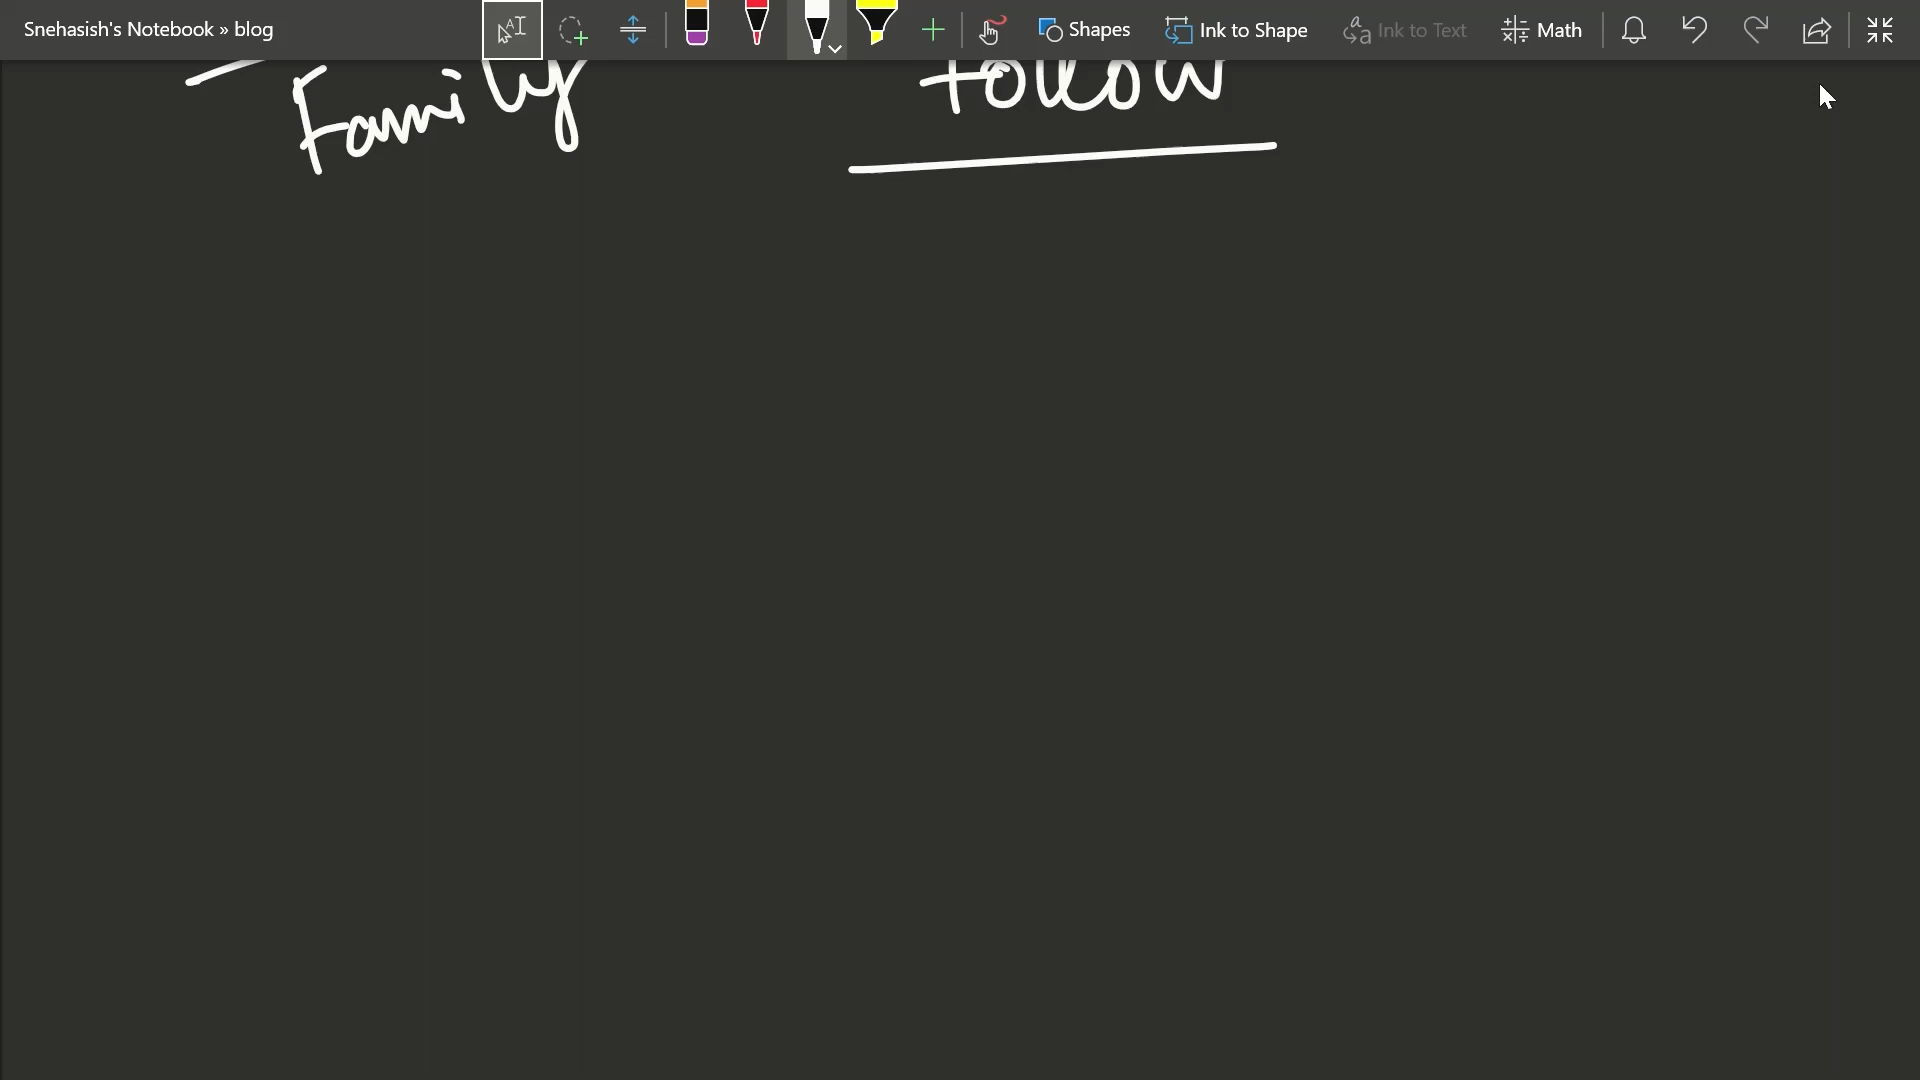 Snehasish's Notebook » blog Shapes Ink to Shape Ink to Text Math
Family follow